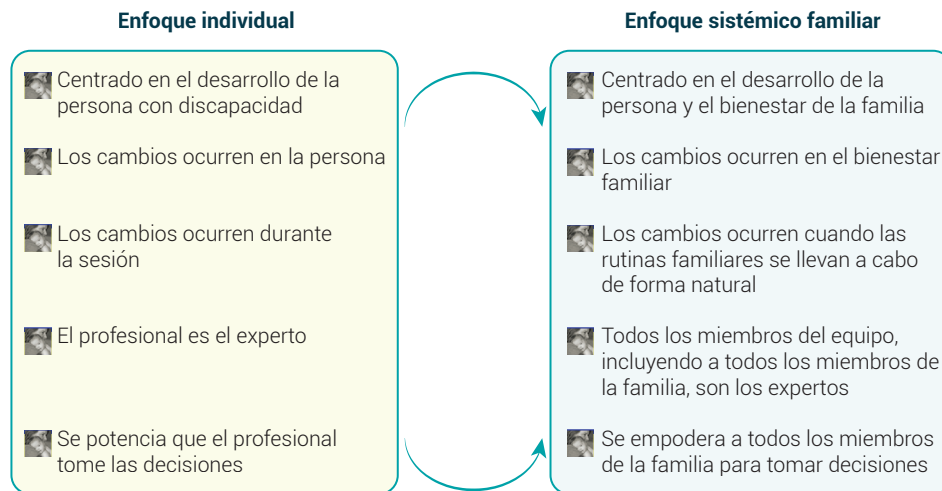 Enfoque individual
Centrado en el desarrollo de la
persona con discapacidad
Los cambios ocurren en la persona
Los cambios ocurren durante
la sesión
El profesional es el experto
Se potencia que el profesional
tome las decisiones
Enfoque sistémico familiar
Centrado en el desarrollo de la
persona y el bienestar de la familia
Los cambios ocurren en el bienestar
familiar
Los cambios ocurren cuando las
rutinas familiares se llevan a cabo
de forma natural
Todos los miembros del equipo,
incluyendo a todos los miembros de
la familia, son los expertos
Se empodera a todos los miembros
de la familia para tomar decisiones